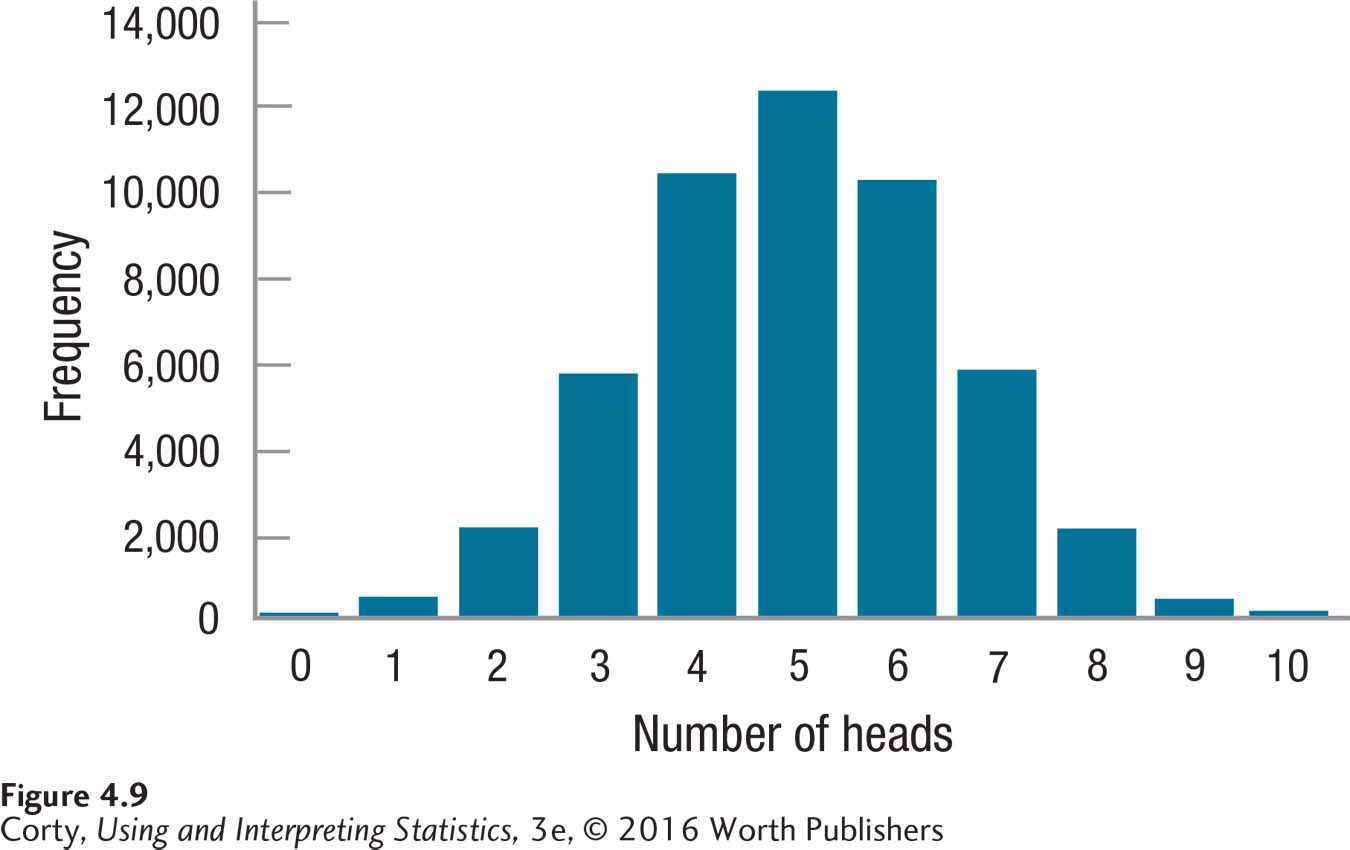 14,000
12,000
10,000
8,000
6,000
4,000
2,000
0
Frequency
0 1 2 3 4 5 6 7 8 9 10
Number of heads
Figure 4.9
Corty, Using and Interpreting Statistics, 3e, © 2016 Worth Publishers